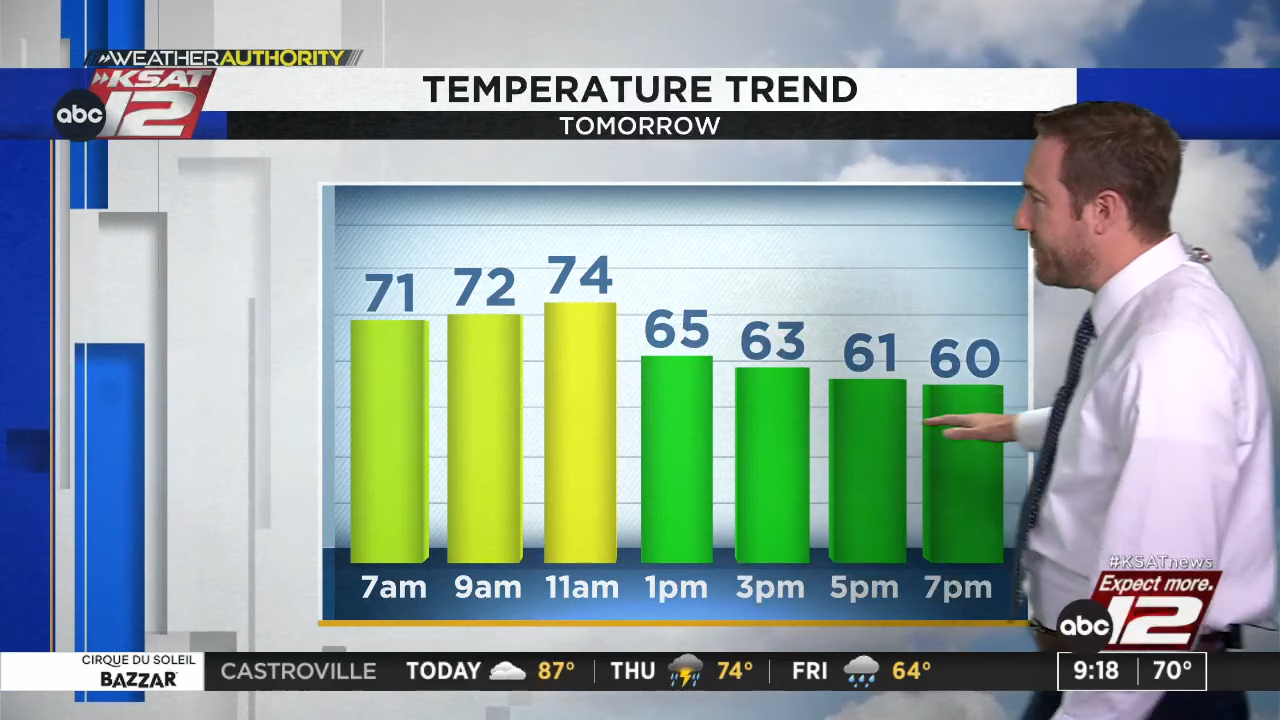 WEATHERAUTHORITY
KSAT
abc 12
TEMPERATURE TREND
TOMORROW
71 72 74 65 63 61 60
7am 9am 11am 1pm 3pm 5pm 7pm
#KSATnews
Expect more.
abc 12
CIRQUE DU SOLEIL
BAZZAR
CASTROVILLE TODAY 87° THU 74° FRI 64° 9:18 70°